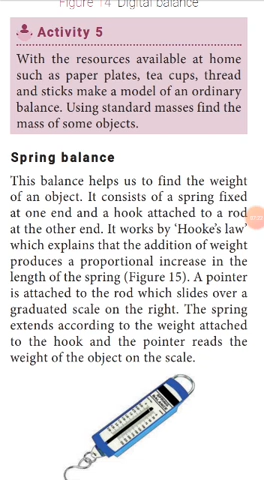 Figure 14 Digital balance
Activity 5
With the resources available at home
such as paper plates, tea cups, thread
and sticks make a model of an ordinary
balance. Using standard masses find the
mass of some objects.
Spring balance
This balance helps us to find the weight
of an object. It consists of a spring fixed
at one end and a hook attached to a rod
at the other end. It works by ‘Hooke’s law’
which explains that the addition of weight
produces a proportional increase in the
length of the spring (Figure 15). A pointer
is attached to the rod which slides over a
graduated scale on the right. The spring
extends according to the weight attached
to the hook and the pointer reads the
weight of the object on the scale.